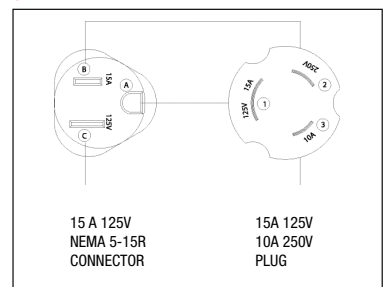 B
15A
A
125V
C
250V
15A
2
1
125V
3
10A
15 A 125V
NEMA 5-15R
CONNECTOR
15A 125V
10A 250V
PLUG